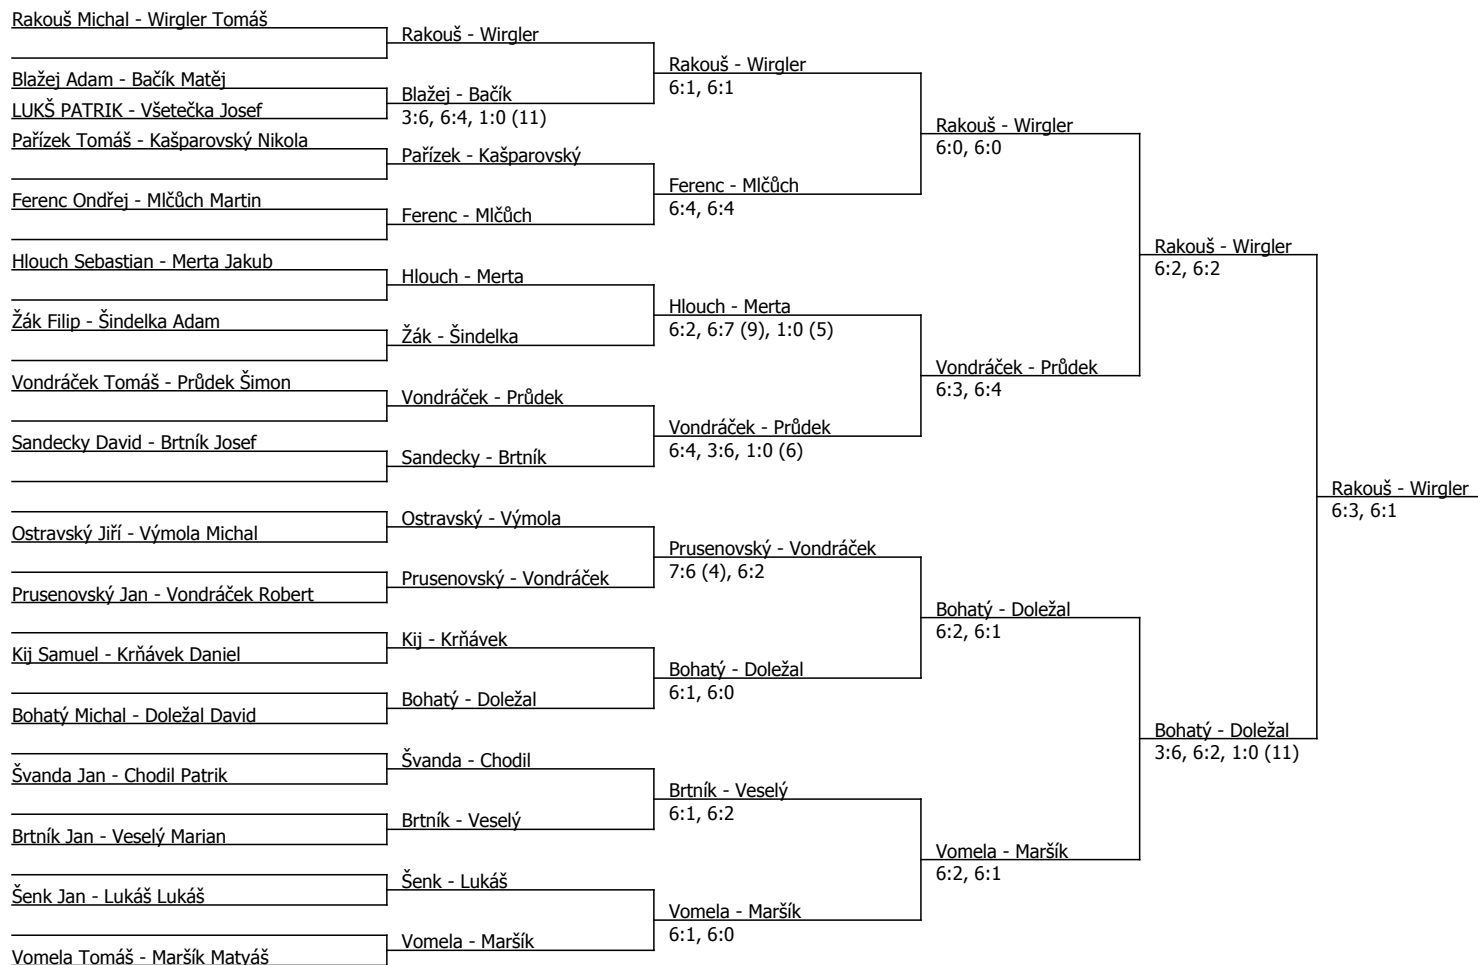 Rakouš Michal - Wirgler Tomáš
Blažej Adam - Bačík Matěj
LUKŠ PATRIK - Všetečka Josef
Pařízek Tomáš - Kašparovský Nikola
Ferenc Ondřej - Mlčůch Martin
Hlouch Sebastian - Merta Jakub
Žák Filip - Šindelka Adam
Vondráček Tomáš - Průdek Šimon
Sandecky David - Brtník Josef
Ostravský Jiří - Výmola Michal
Prusenovský Jan - Vondráček Robert
Kij Samuel - Krňávek Daniel
Bohatý Michal - Doležal David
Švanda Jan - Chodil Patrik
Brtník Jan - Veselý Marian
Šenk Jan - Lukáš Lukáš
Vomela Tomáš - Maršík Matyáš
Rakouš - Wirgler
Blažej - Bačík
3:6, 6:4, 1:0 (11)
Pařízek - Kašparovský
Ferenc - Mlčůch
Hlouch - Merta
Žák - Šindelka
Vondráček - Průdek
Sandecky - Brtník
Ostravský - Výmola
Prusenovský - Vondráček
Kij - Krňávek
Bohatý - Doležal
Švanda - Chodil
Brtník - Veselý
Šenk - Lukáš
Vomela - Maršík
Rakouš - Wirgler
6:1, 6:1
Ferenc - Mlčůch
6:4, 6:4
Hlouch - Merta
6:2, 6:7 (9), 1:0 (5)
Vondráček - Průdek
6:4, 3:6, 1:0 (6)
Prusenovský - Vondráček
7:6 (4), 6:2
Bohatý - Doležal
6:1, 6:0
Brtník - Veselý
6:1, 6:2
Vomela - Maršík
6:1, 6:0
Rakouš - Wirgler
6:0, 6:0
Vondráček - Průdek
6:3, 6:4
Bohatý - Doležal
6:2, 6:1
Vomela - Maršík
6:2, 6:1
Rakouš - Wirgler
6:2, 6:2
Bohatý - Doležal
3:6, 6:2, 1:0 (11)
Rakouš - Wirgler
6:3, 6:1